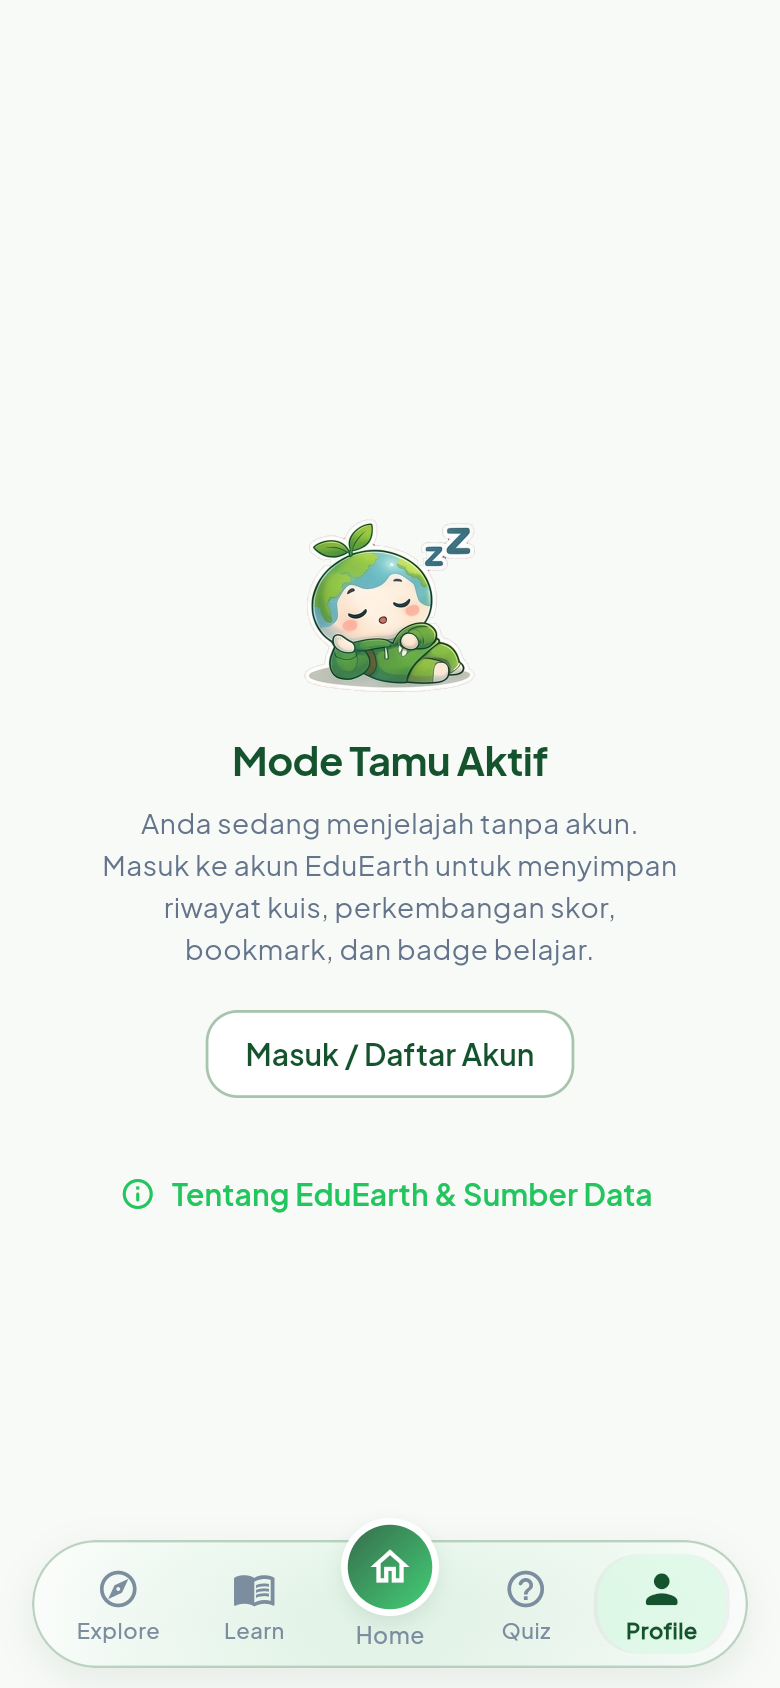 zz
Mode Tamu Aktif
Anda sedang menjelajah tanpa akun.
Masuk ke akun EduEarth untuk menyimpan
riwayat kuis, perkembangan skor,
bookmark, dan badge belajar.
Masuk / Daftar Akun
Tentang EduEarth & Sumber Data
Explore
Learn
Home
Quiz
Profile